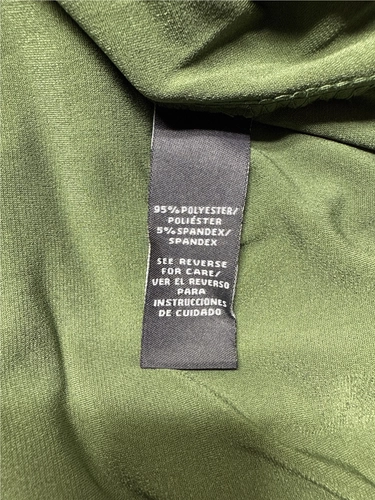 95% POLYESTER/
POLIÉSTER
5% SPANDEX/
SPANDEX
SEE REVERSE
FOR CARE/
VER EL REVERSO
PARA
INSTRUCCIONES
DE CUIDADO